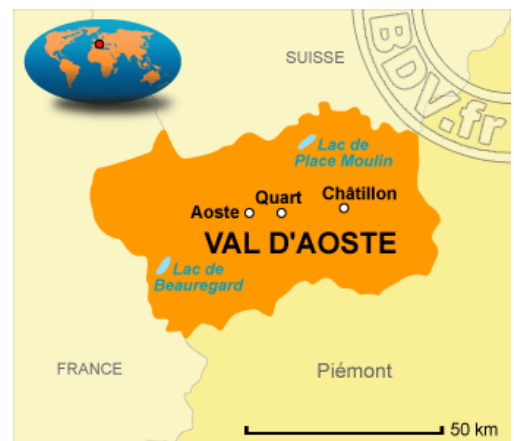 BDV.fr
SUISSE
Lac de
Place Moulin
Quart
Châtillon
Aoste
VAL D'AOSTE
Lac de
Beauregard
FRANCE
Piémont
50 km